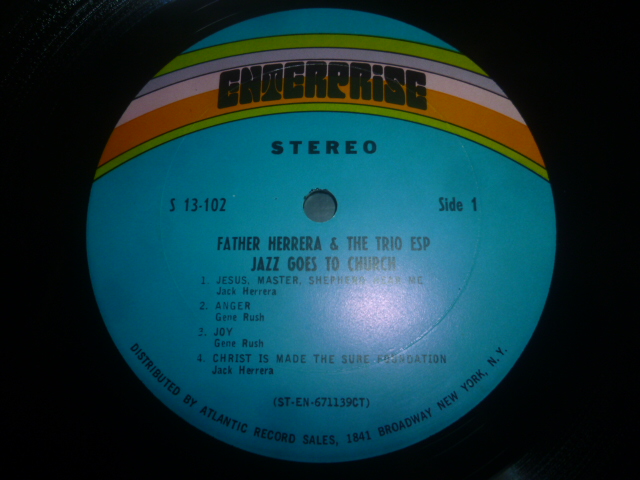 ENTERPRISE
STEREO
S 13-102 Side 1
FATHER HERRERA & THE TRIO ESP
JAZZ GOES TO CHURCH
1. JESUS, MASTER, SHEPHERD HEAR ME
Jack Herrera
2. ANGER
Gene Rush
3. JOY
Gene Rush
4. CHRIST IS MADE THE SURE FOUNDATION
Jack Herrera
(ST-EN-671139CT)
DISTRIBUTED BY ATLANTIC RECORD SALES, 1841 BROADWAY NEW YORK, N.Y.